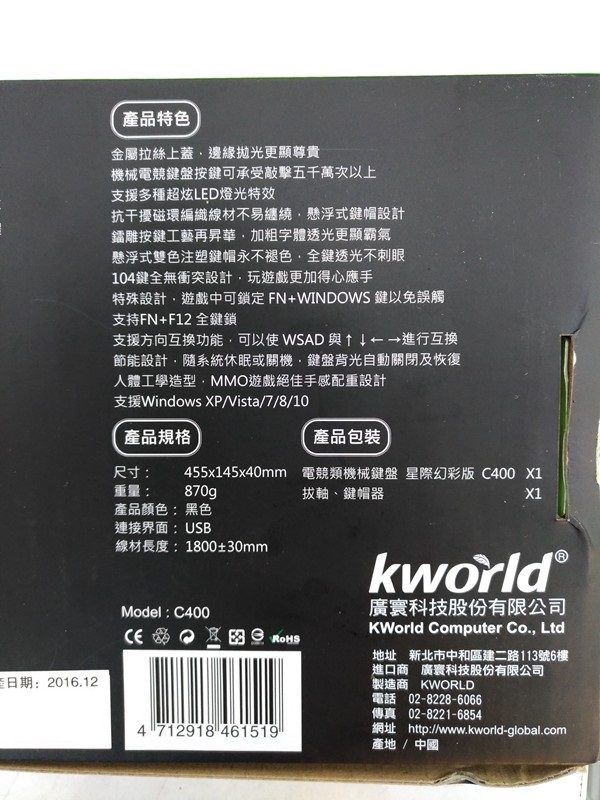 產品特色
金屬拉絲上蓋，邊緣拋光更顯尊貴
機械電競鍵盤按鍵可承受敲擊五千萬次以上
支援多種超炫LED燈光特效
抗干擾磁環編織線材不易纏繞，懸浮式鍵帽設計
鐳雕按鍵工藝再昇華，加粗字體透光更顯霸氣
懸浮式雙色注塑鍵帽永不褪色，全鍵透光不刺眼
104鍵全無衝突設計，玩遊戲更加得心應手
特殊設計，遊戲中可鎖定 FN+WINDOWS 鍵以免誤觸
支持FN+F12 全鍵鎖
支援方向互換功能，可以使 WSAD 與↑↓←→進行互換
節能設計，隨系統休眠或關機，鍵盤背光自動關閉及恢復
人體工學造型，MMO遊戲絕佳手感配重設計
支援Windows XP/Vista/7/8/10
產品規格
尺寸： 455x145x40mm
重量： 870g
產品顏色：黑色
連接界面：USB
線材長度：1800±30mm
產品包裝
電競類機械鍵盤 星際幻彩版 C400 X1
拔軸、鍵帽器 X1
kworld®
廣寰科技股份有限公司
KWorld Computer Co., Ltd
Model : C400
CE RoHS
4 712918 461519
日期：2016.12
地址 新北市中和區建二路113號6樓
進口商 廣寰科技股份有限公司
製造商 KWORLD
電話 02-8228-6066
傳真 02-8221-6854
網址 http://www.kworld-global.com
產地 / 中國